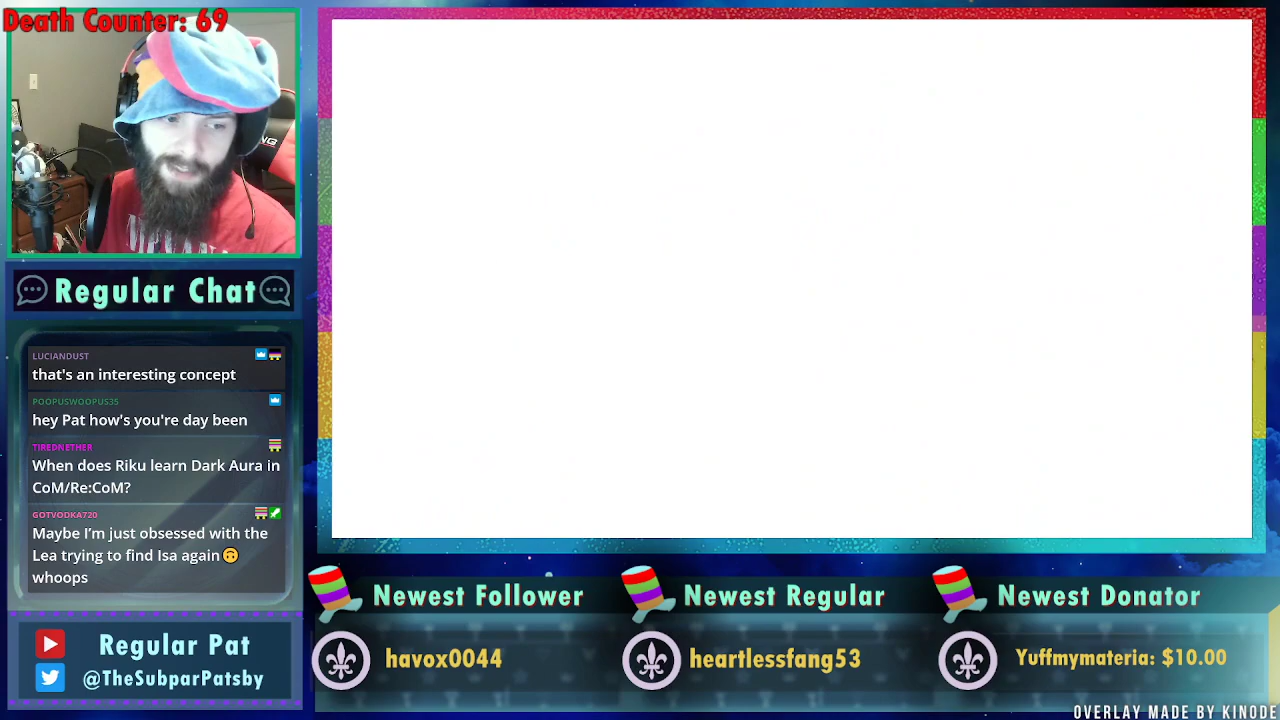 Death Counter: 69
Regular Chat
LUCIANDUST
that's an interesting concept
POOPUSWOOPUS35
hey Pat how's you're day been
TIREDNETHER
When does Riku learn Dark Aura in
CoM/Re:CoM?
GOTVODKA720
Maybe I'm just obsessed with the
Lea trying to find Isa again 🙃
whoops
Regular Pat
@TheSubparPatsby
Newest Follower
havox0044
Newest Regular
heartlessfang53
Newest Donator
Yuffmymateria: $10.00
OVERLAY MADE BY KINODE